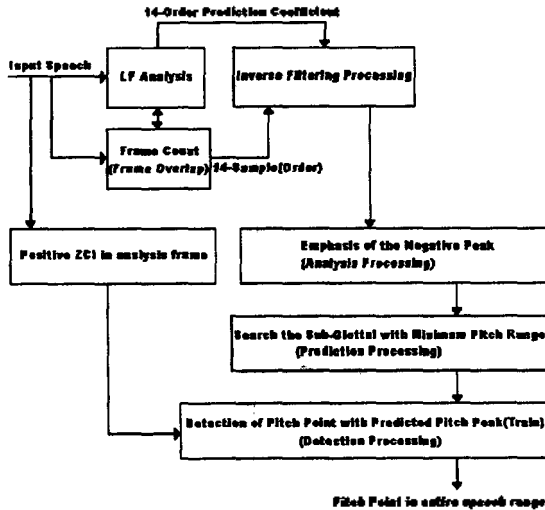 14-Order Prediction Coefficient
Input Speech
LP Analysis
Inverse Filtering Processing
Frame Count
(Frame Overlap)
14-Sample(Order)
Positive ZCI in analysis frame
Emphasis of the Negative Peak
(Analysis Processing)
Search the Sub-Glottal with Minimum Pitch Range
(Prediction Processing)
Detection of Pitch Point with Predicted Pitch Peak(Train)
(Detection Processing)
Pitch Point in entire speech range